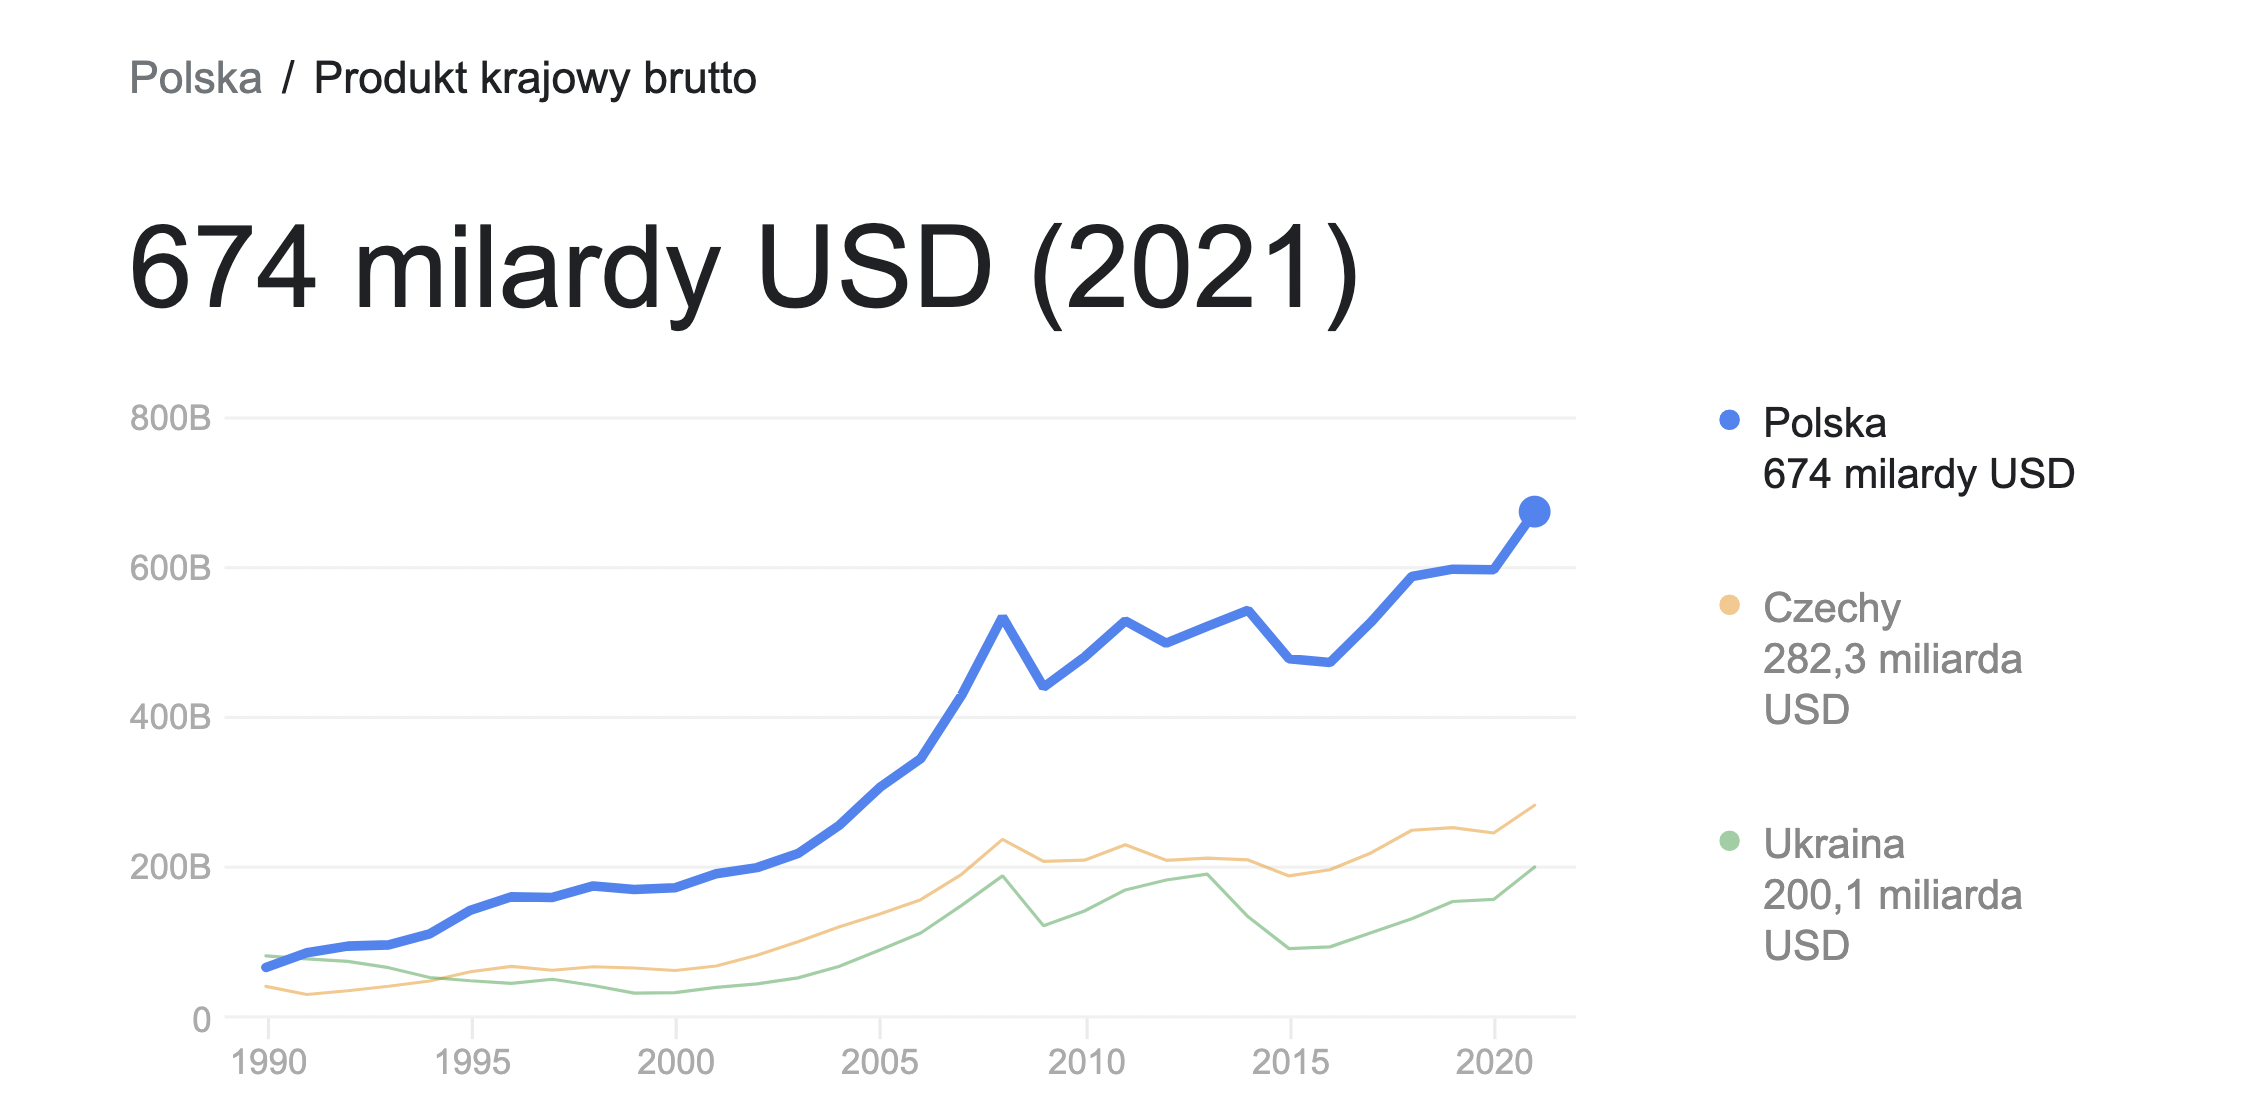 Polska / Produkt krajowy brutto
674 milardy USD (2021)
800B
600B
400B
200B
0
1990 1995 2000 2005 2010 2015 2020
Polska
674 milardy USD
Czechy
282,3 miliarda
USD
Ukraina
200,1 miliarda
USD